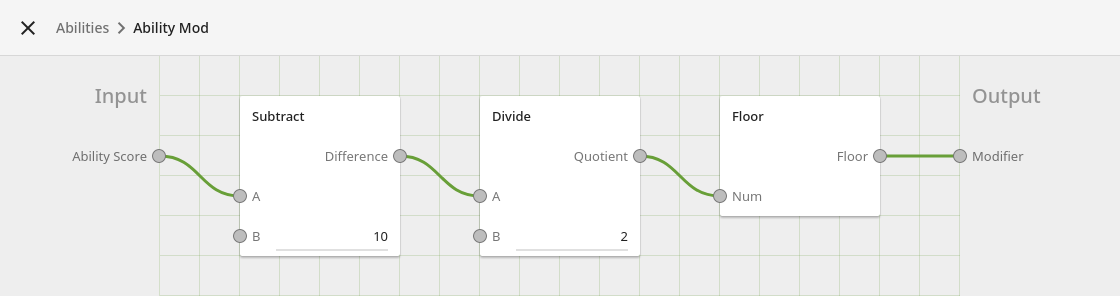 Abilities > Ability Mod
Input
Output
Subtract
Divide
Floor
Ability Score
Difference
Quotient
Floor
Modifier
A
A
Num
B 10
B 2